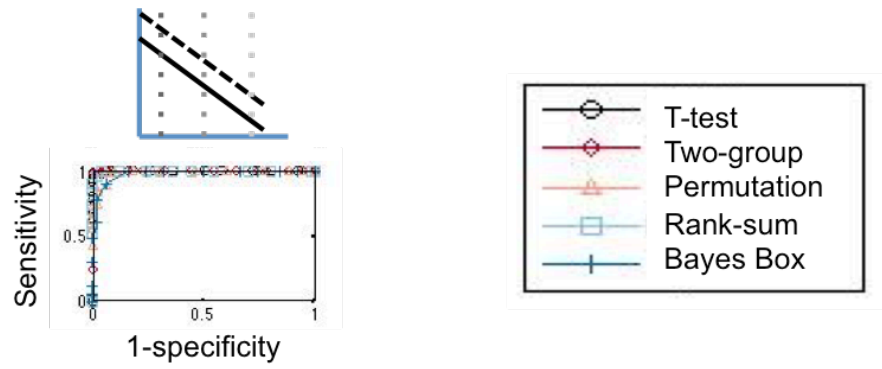 T-test
Two-group
Permutation
Rank-sum
Bayes Box
Sensitivity
1
0.5
0
0
0.5
1
1-specificity